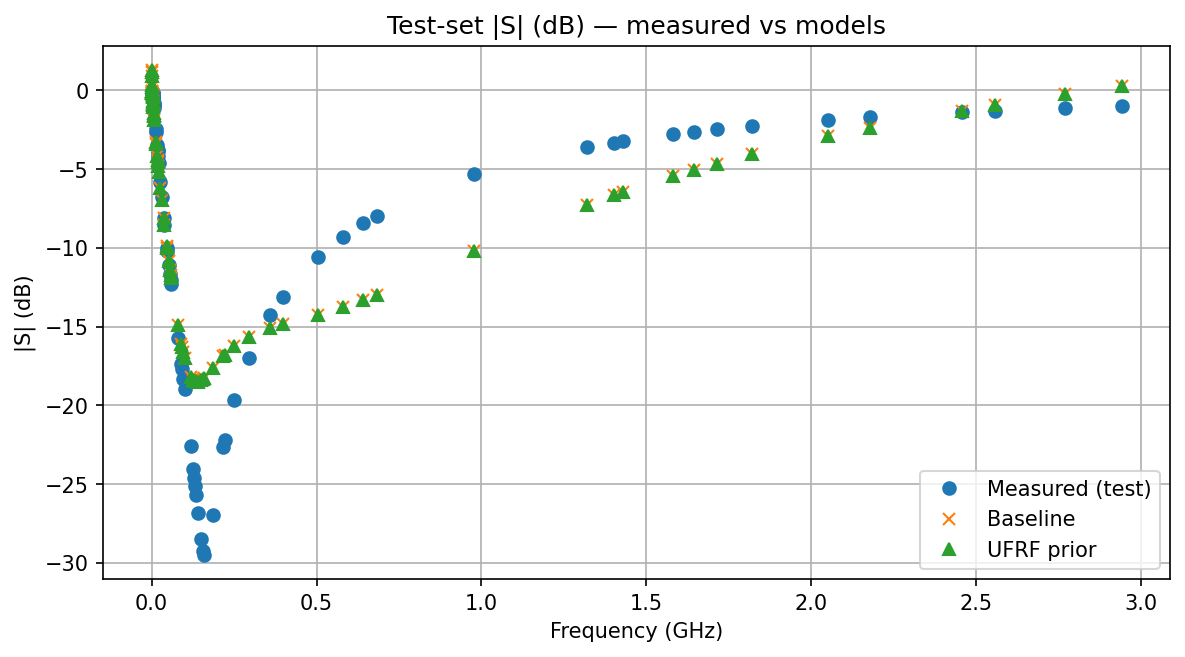 Test-set |S| (dB) — measured vs models
|S| (dB)
0
−5
−10
−15
−20
−25
−30
0.0
0.5
1.0
1.5
2.0
2.5
3.0
Frequency (GHz)
Measured (test)
Baseline
UFRF prior